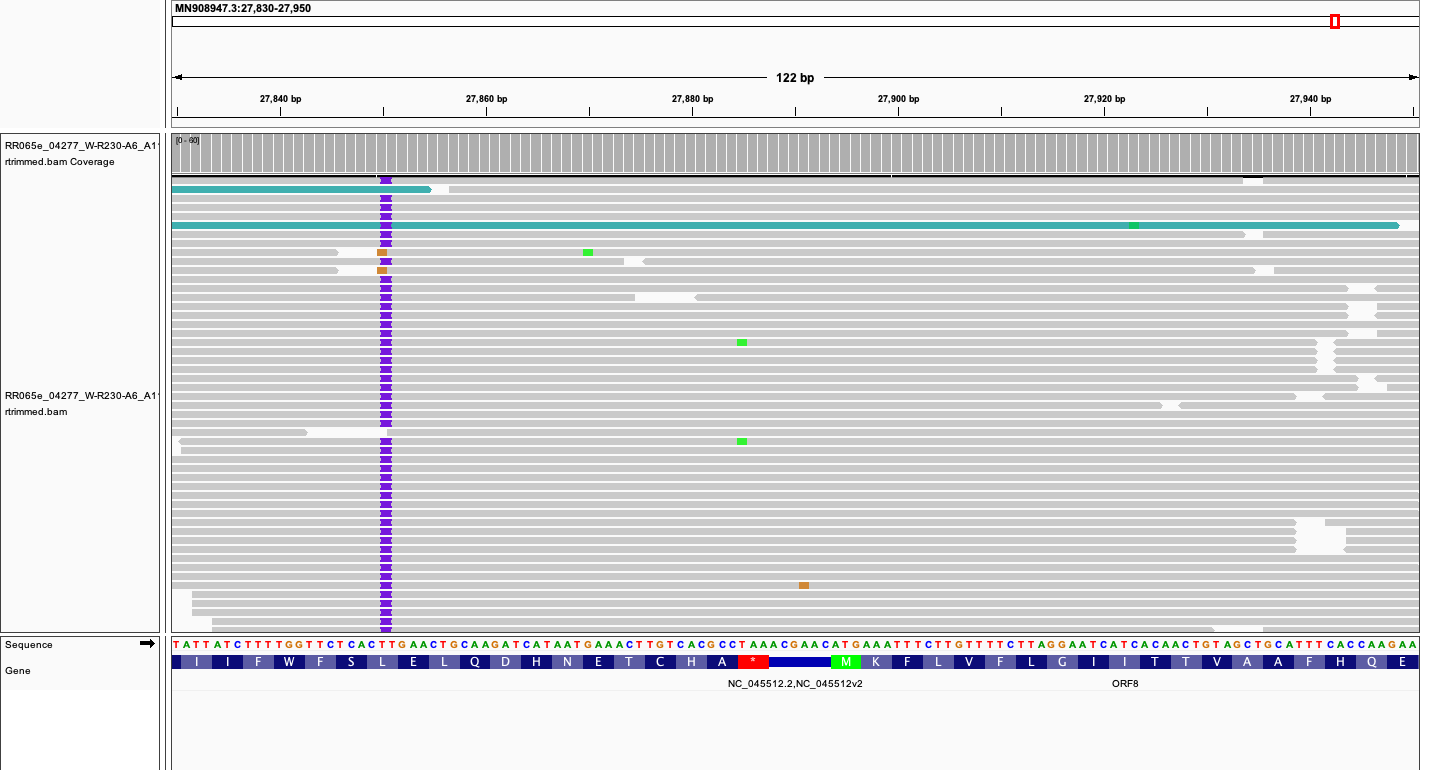 MN908947.3:27,830-27,950
122 bp
27,840 bp 27,860 bp 27,880 bp 27,900 bp 27,920 bp 27,940 bp
RR065e_04277_W-R230-A6_A1
rtrimmed.bam Coverage
[0 - 60]
RR065e_04277_W-R230-A6_A1
rtrimmed.bam
Sequence
TATTATCTTTTGGTTCTCACTTGAACTGCAAGATCATAATGAAACTTGTCACGCCTAAACGAACATGAAATTTCTTGTTTTCTTAGGAATCATCACAACTGTAGCTGCATTTCACCAAGAA
Gene
I I F W F S L E L Q D H N E T C H A * M K F L V F L G I I T T V A A F H Q E
NC_045512.2,NC_045512v2 ORF8